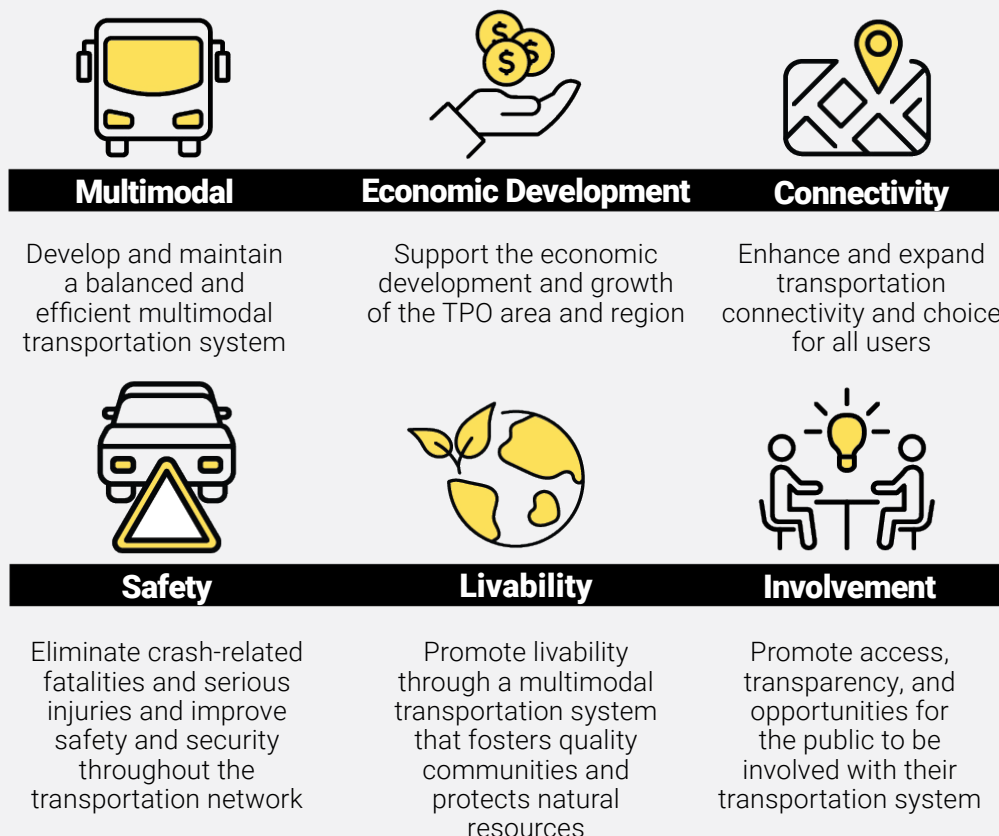 Multimodal
Develop and maintain
a balanced and
efficient multimodal
transportation system
Economic Development
Support the economic
development and growth
of the TPO area and region
Connectivity
Enhance and expand
transportation
connectivity and choice
for all users
Safety
Eliminate crash-related
fatalities and serious
injuries and improve
safety and security
throughout the
transportation network
Livability
Promote livability
through a multimodal
transportation system
that fosters quality
communities and
protects natural
resources
Involvement
Promote access,
transparency, and
opportunities for
the public to be
involved with their
transportation system